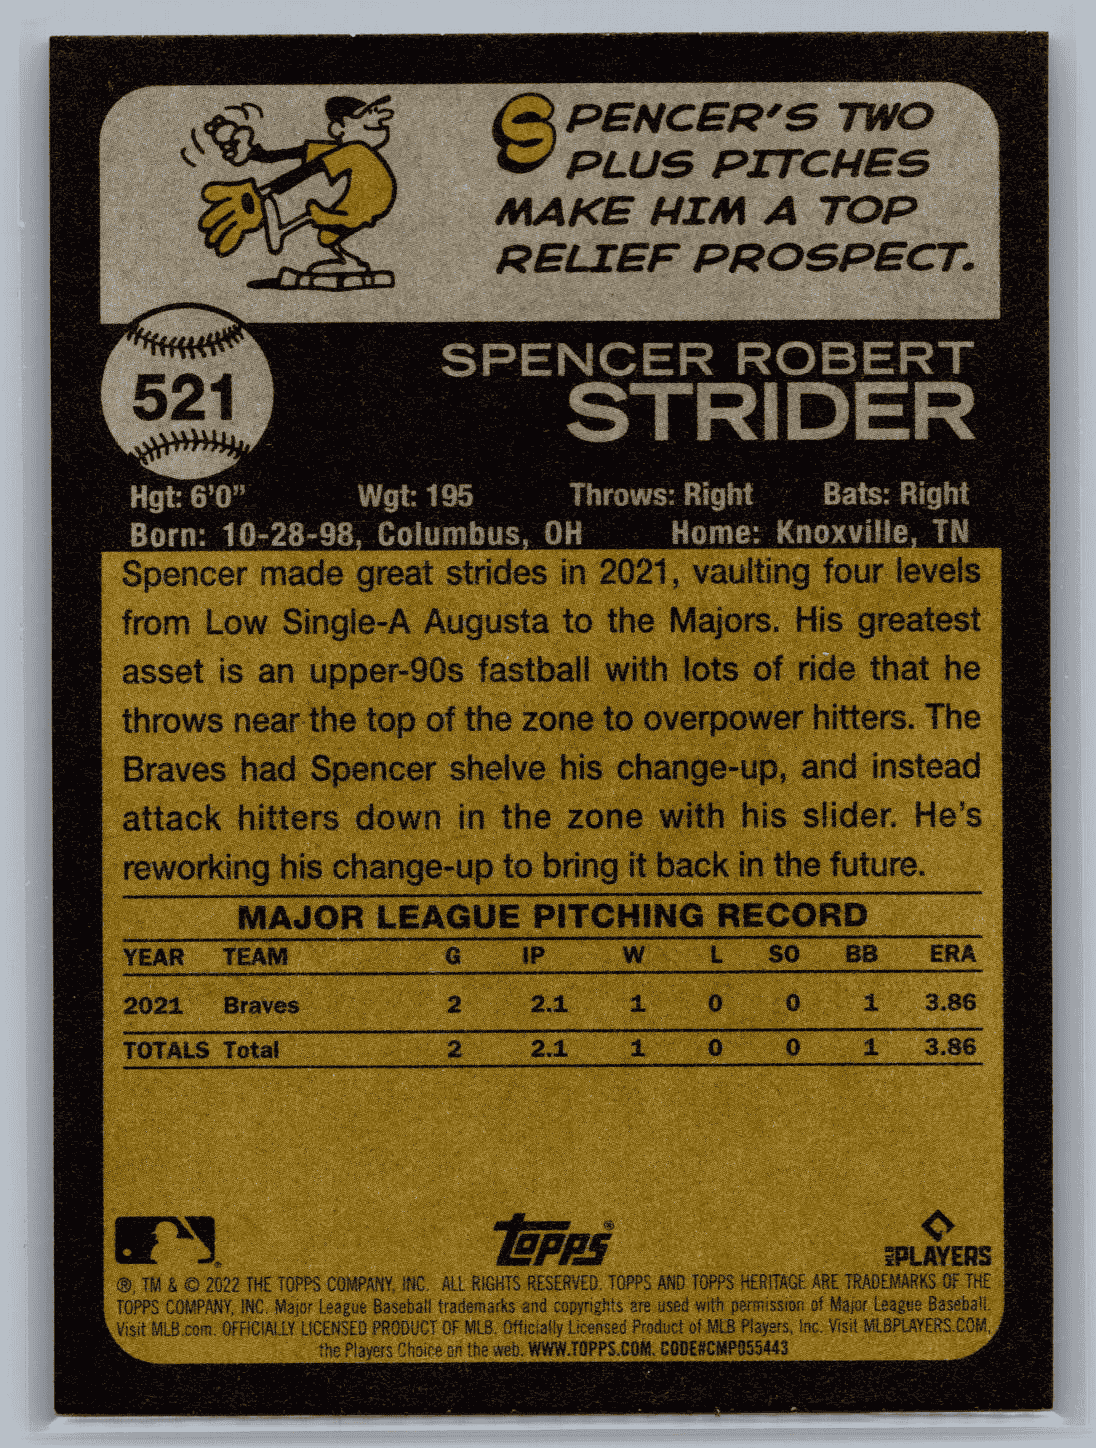 SPENCER'S TWO
PLUS PITCHES
MAKE HIM A TOP
RELIEF PROSPECT.
521
SPENCER ROBERT
STRIDER
Hgt: 6'0" Wgt: 195 Throws: Right Bats: Right
Born: 10-28-98, Columbus, OH Home: Knoxville, TN
Spencer made great strides in 2021, vaulting four levels
from Low Single-A Augusta to the Majors. His greatest
asset is an upper-90s fastball with lots of ride that he
throws near the top of the zone to overpower hitters. The
Braves had Spencer shelve his change-up, and instead
attack hitters down in the zone with his slider. He's
reworking his change-up to bring it back in the future.
MAJOR LEAGUE PITCHING RECORD
YEAR TEAM G IP W L SO BB ERA
2021 Braves 2 2.1 1 0 0 1 3.86
TOTALS Total 2 2.1 1 0 0 1 3.86
topps®
MLB PLAYERS
®, TM & © 2022 THE TOPPS COMPANY, INC. ALL RIGHTS RESERVED. TOPPS AND TOPPS HERITAGE ARE TRADEMARKS OF THE
TOPPS COMPANY, INC. Major League Baseball trademarks and copyrights are used with permission of Major League Baseball.
Visit MLB.com. OFFICIALLY LICENSED PRODUCT OF MLB. Officially Licensed Product of MLB Players, Inc. Visit MLBPLAYERS.COM,
the Players Choice on the web. WWW.TOPPS.COM. CODE#CMP055443